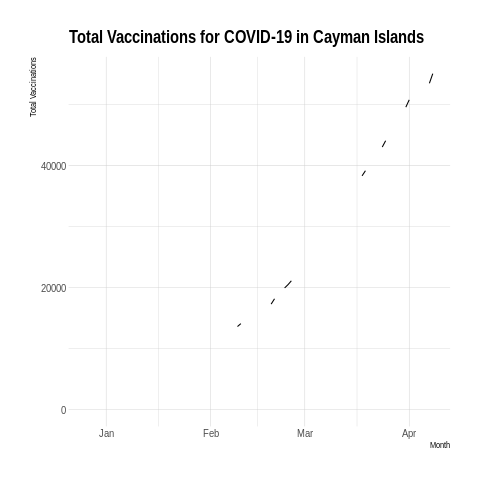 Total Vaccinations for COVID-19 in Cayman Islands
Total Vaccinations
40000
20000
0
Jan Feb Mar Apr
Month